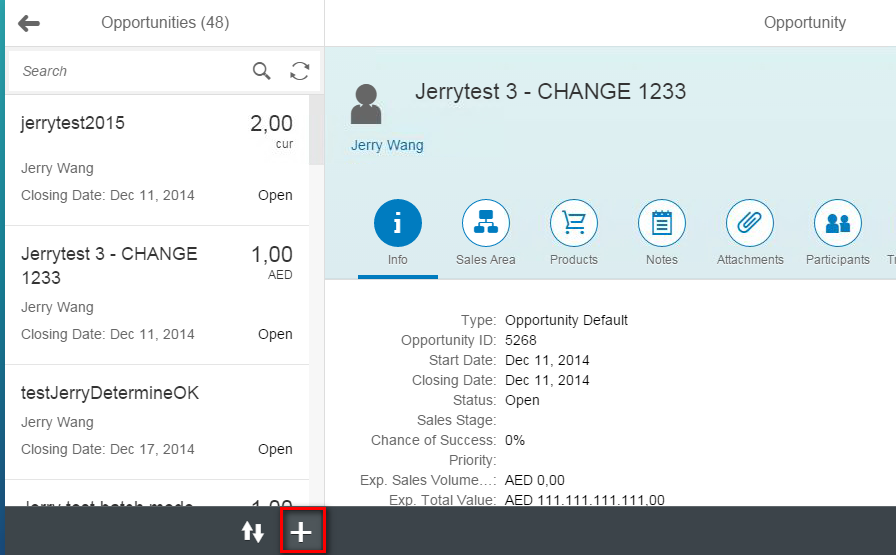 Opportunities (48)
Opportunity
Search
jerrytest2015
2,00
cur
Jerry Wang
Closing Date: Dec 11, 2014
Open
Jerrytest 3 - CHANGE
1233
1,00
AED
Jerry Wang
Closing Date: Dec 11, 2014
Open
testJerryDetermineOK
Jerry Wang
Closing Date: Dec 17, 2014
Open
Jerry test batch mode
1,00
Jerrytest 3 - CHANGE 1233
Jerry Wang
Info
Sales Area
Products
Notes
Attachments
Participants
Type: Opportunity Default
Opportunity ID: 5268
Start Date: Dec 11, 2014
Closing Date: Dec 11, 2014
Status: Open
Sales Stage:
Chance of Success: 0%
Priority:
Exp. Sales Volume...: AED 0,00
Exp. Total Value: AED 111.111.111.111,00